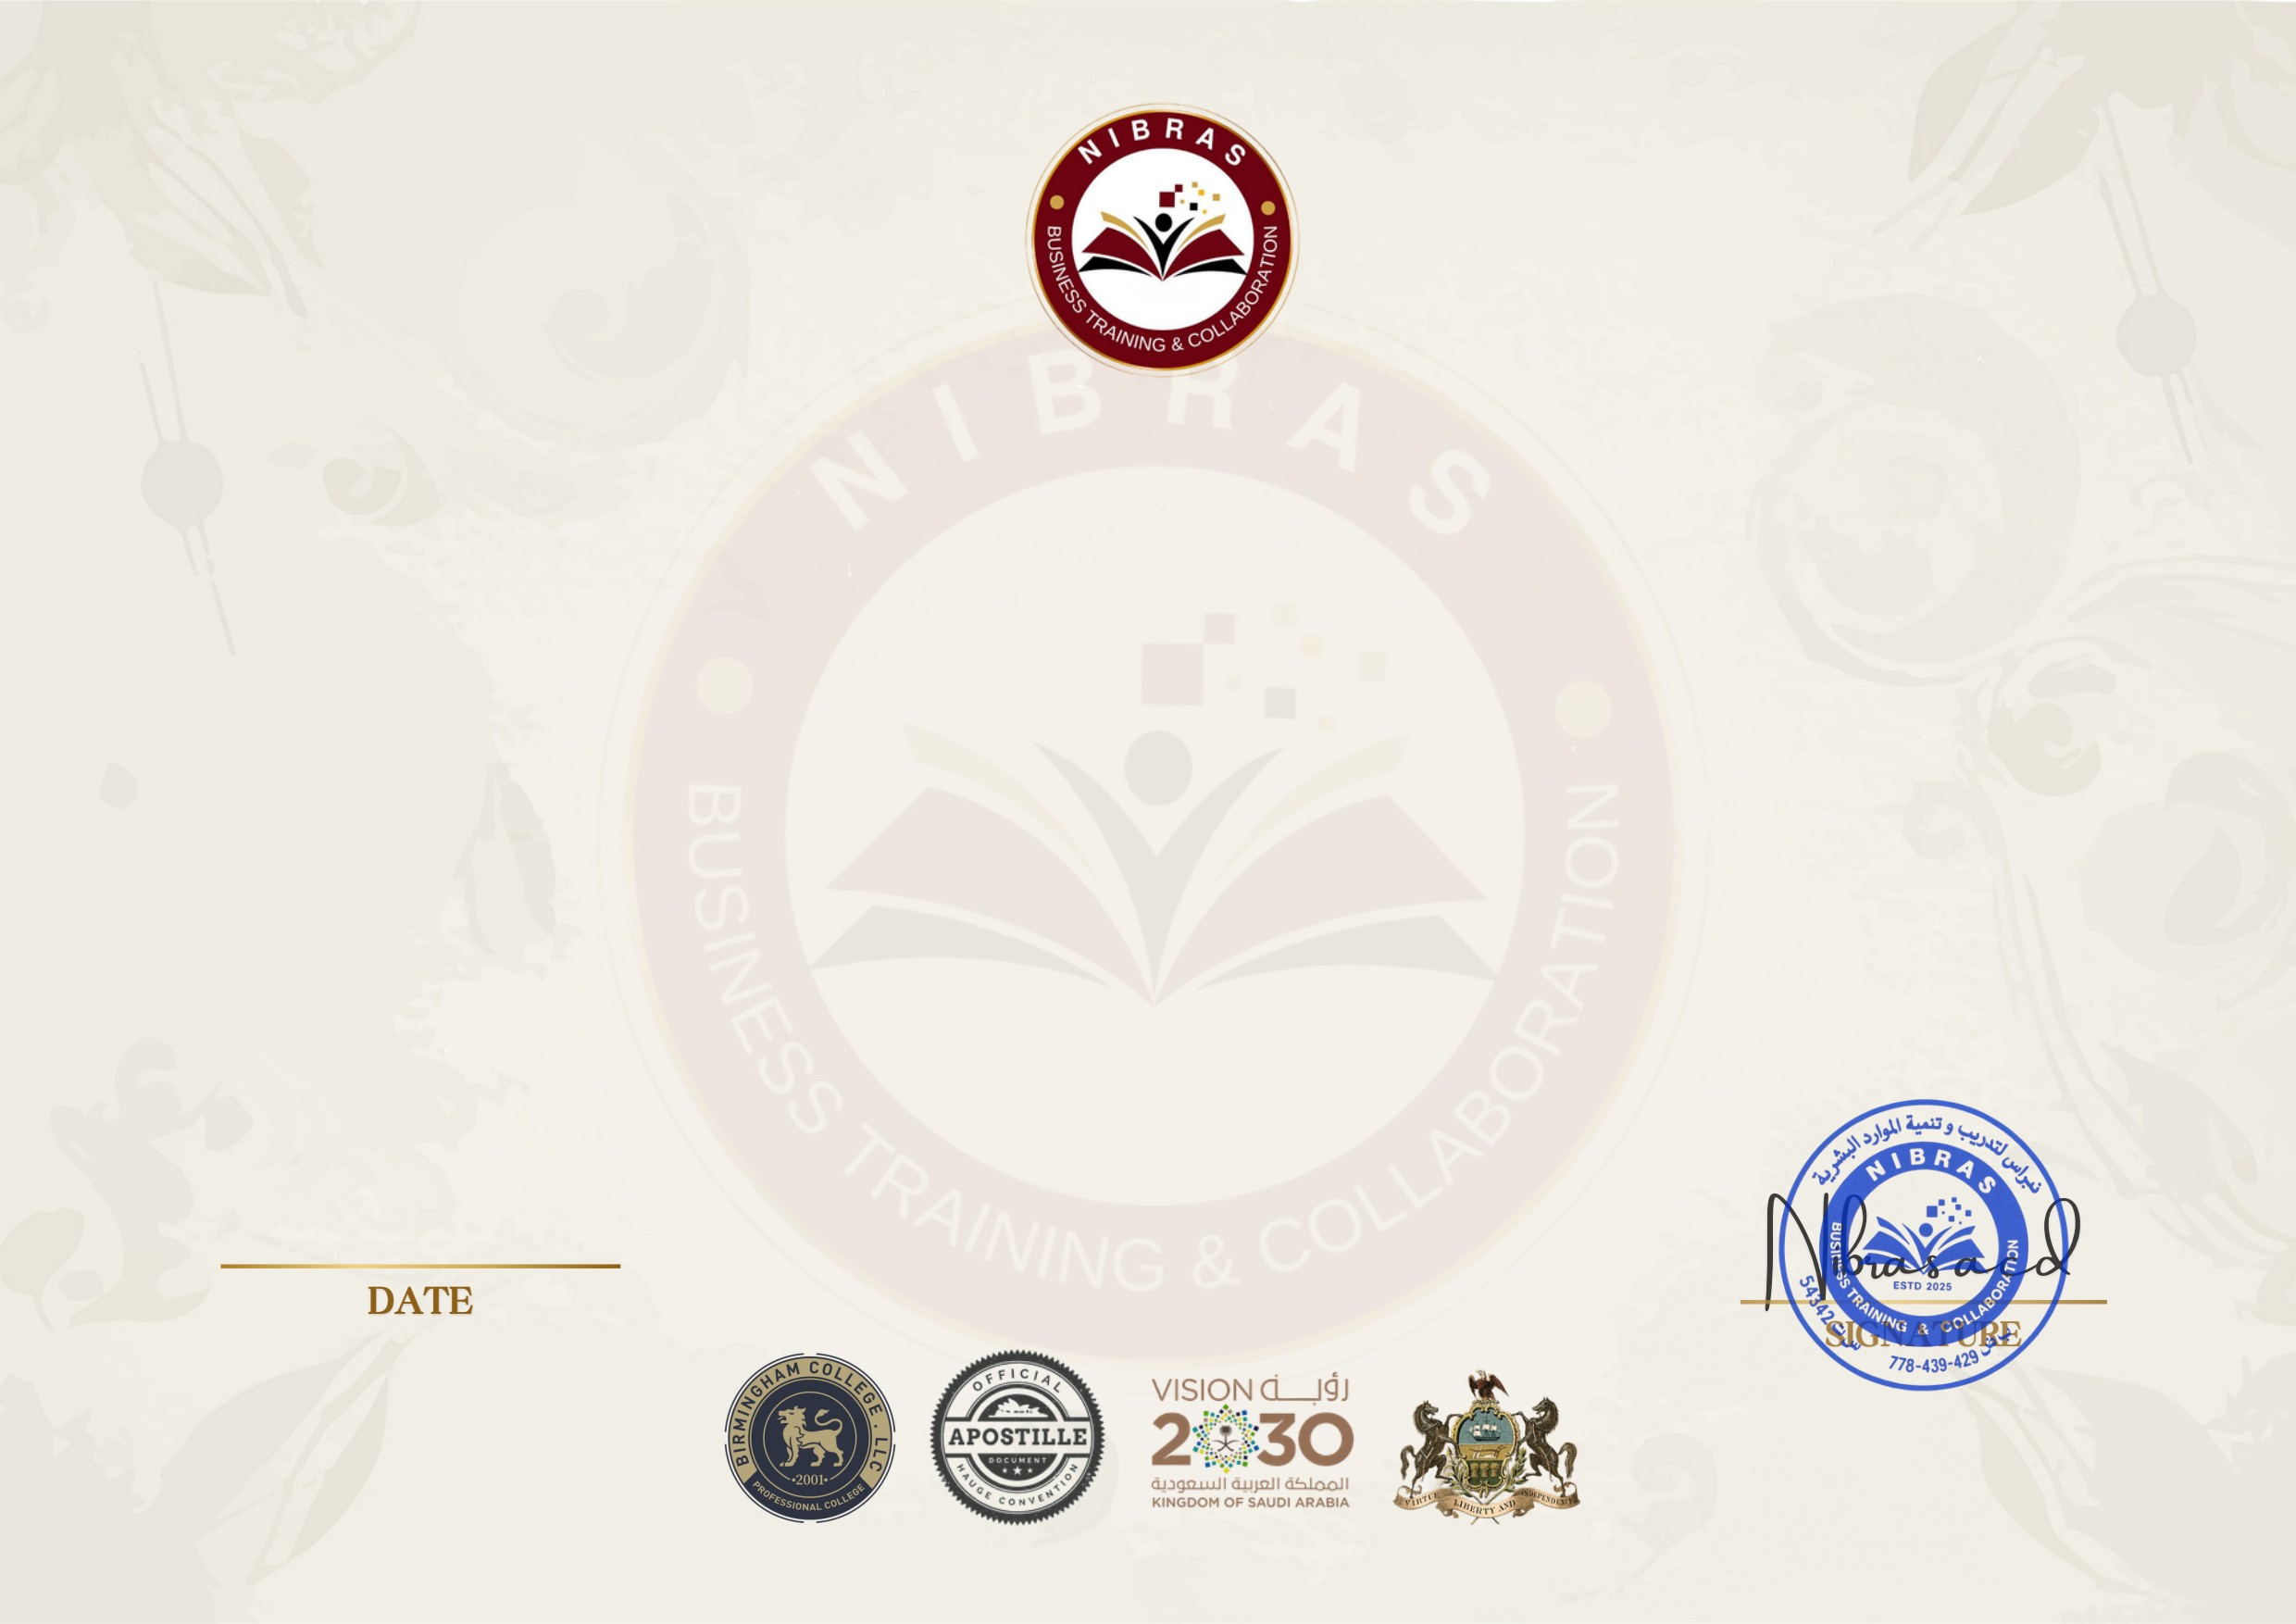 NIBRAS
BUSINESS TRAINING & COLLABORATION
NIBRAS
BUSINESS TRAINING & COLLABORATION
نبراس لتدريب و تنمية الموارد البشرية
NIBRAS
ESTD 2025
BUSINESS TRAINING & COLLABORATION
س.ت 54342
778-439-429
SIGNATURE
DATE
BIRMINGHAM COLLEGE · LLC
·2001·
PROFESSIONAL COLLEGE
OFFICIAL
APOSTILLE
DOCUMENT
HAUGE CONVENTION
VISION رؤيــة
2030
المملكة العربية السعودية
KINGDOM OF SAUDI ARABIA
VIRTUE LIBERTY AND INDEPENDENCE